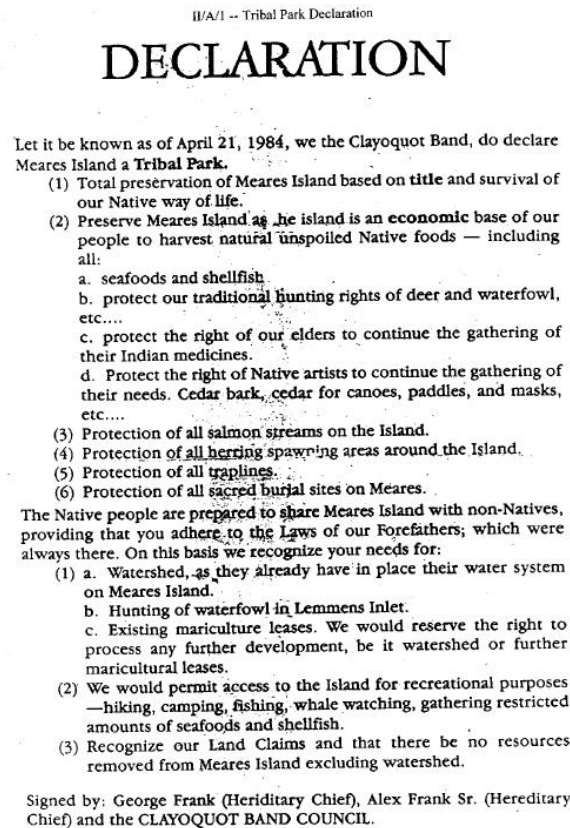 II/A/1 -- Tribal Park Declaration
DECLARATION
Let it be known as of April 21, 1984, we the Clayoquot Band, do declare
Meares Island a Tribal Park.
(1) Total preservation of Meares Island based on title and survival of
our Native way of life.
(2) Preserve Meares Island as he island is an economic base of our
people to harvest natural unspoiled Native foods — including
all:
a. seafoods and shellfish
b. protect our traditional hunting rights of deer and waterfowl,
etc....
c. protect the right of our elders to continue the gathering of
their Indian medicines.
d. Protect the right of Native artists to continue the gathering of
their needs. Cedar bark, cedar for canoes, paddles, and masks,
etc....
(3) Protection of all salmon streams on the Island.
(4) Protection of all herring spawning areas around the Island.
(5) Protection of all traplines.
(6) Protection of all sacred burial sites on Meares.
The Native people are prepared to share Meares Island with non-Natives,
providing that you adhere to the Laws of our Forefathers; which were
always there. On this basis we recognize your needs for:
(1) a. Watershed, as they already have in place their water system
on Meares Island.
b. Hunting of waterfowl in Lemmens Inlet.
c. Existing mariculture leases. We would reserve the right to
process any further development, be it watershed or further
maricultural leases.
(2) We would permit access to the Island for recreational purposes
—hiking, camping, fishing, whale watching, gathering restricted
amounts of seafoods and shellfish.
(3) Recognize our Land Claims and that there be no resources
removed from Meares Island excluding watershed.
Signed by: George Frank (Heriditary Chief), Alex Frank Sr. (Hereditary
Chief) and the CLAYOQUOT BAND COUNCIL.